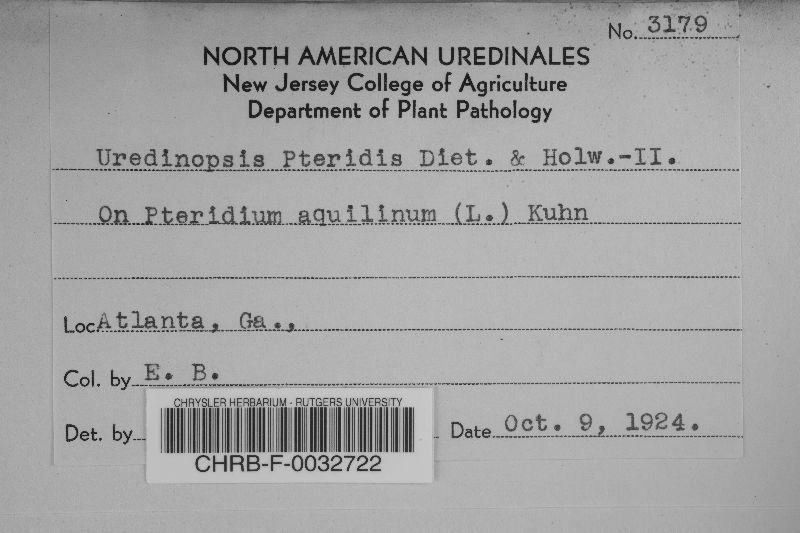 No. 3179
NORTH AMERICAN UREDINALES
New Jersey College of Agriculture
Department of Plant Pathology
Uredinopsis Pteridis Diet. & Holw.-II.
On Pteridium aquilinum (L.) Kuhn
Loc Atlanta, Ga.,
Col. by E. B.
CHRYSLER HERBARIUM - RUTGERS UNIVERSITY
Det. by Date Oct. 9, 1924.
CHRB-F-0032722